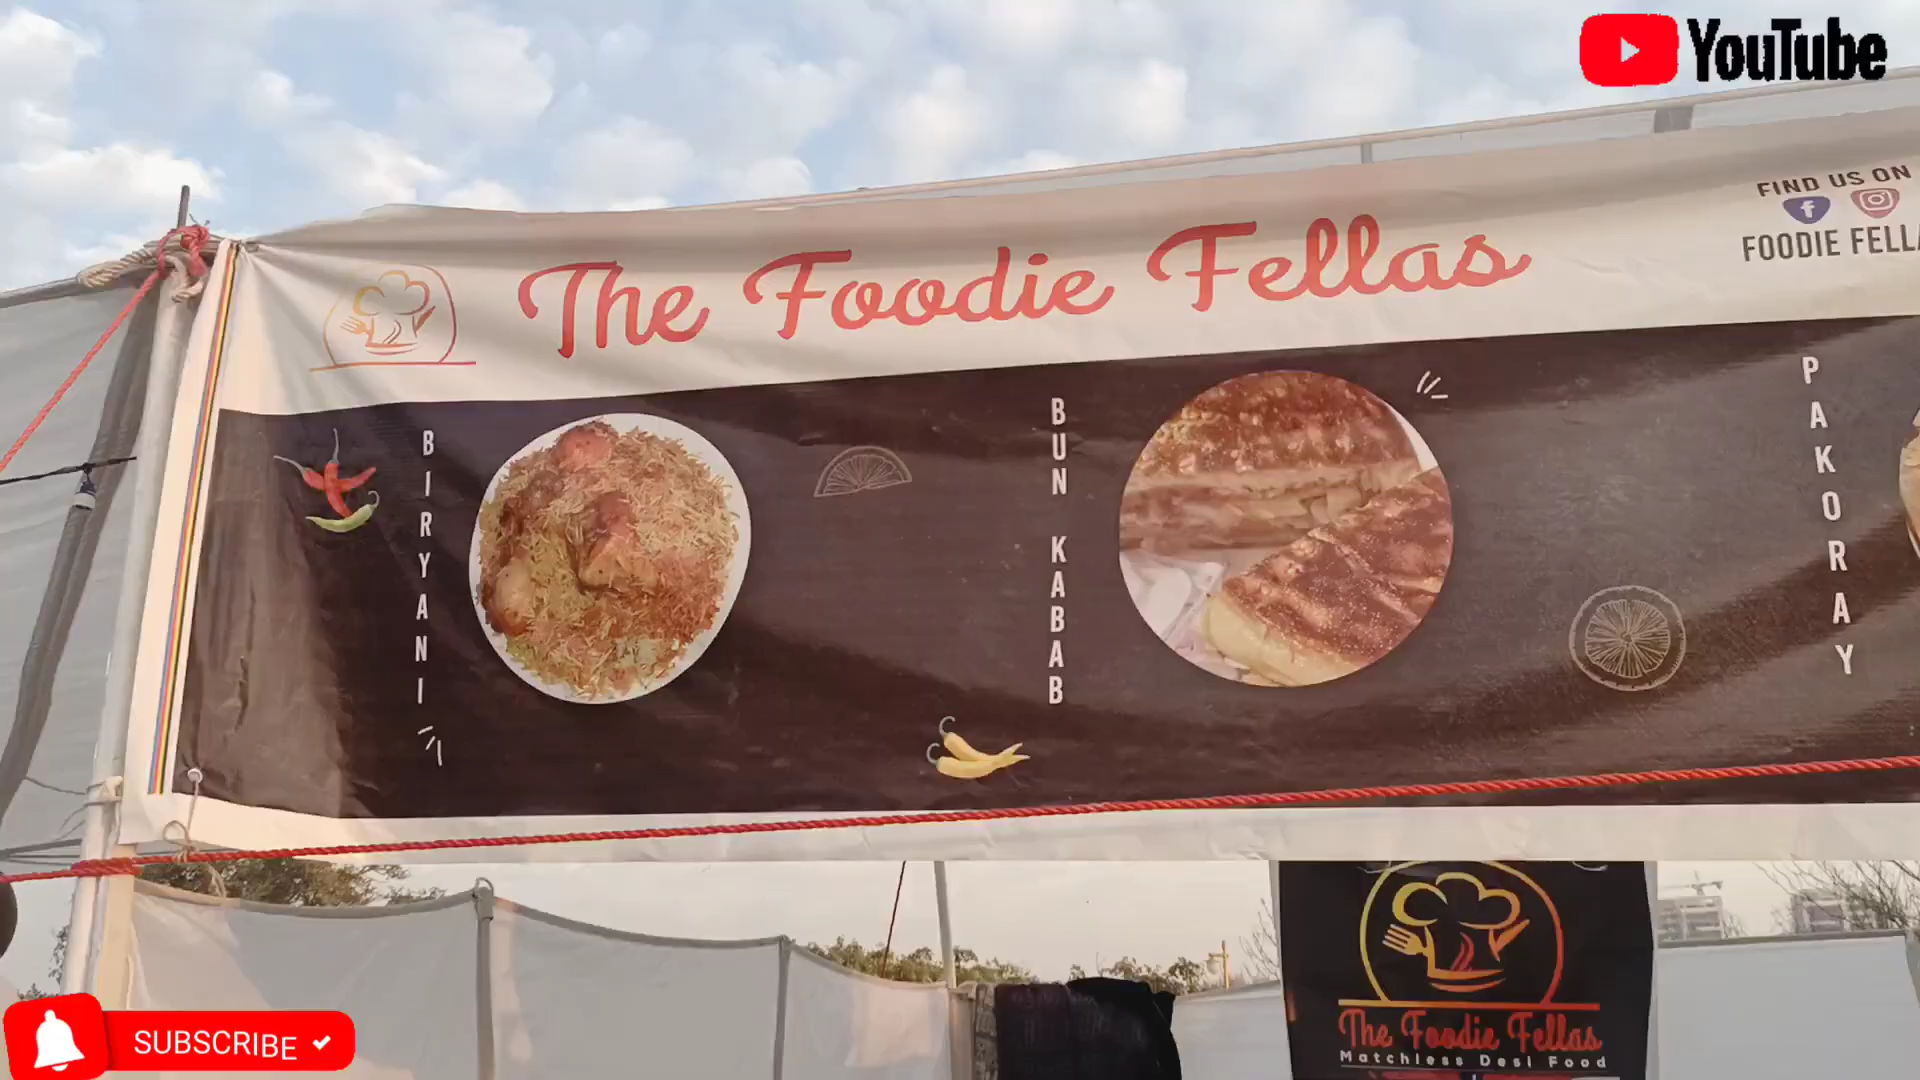 YouTube
FIND US ON
The Foodie Fellas
FOODIE FELLA
BIRYANI
BUN KABAB
PAKORAY
The Foodie Fellas
Matchless Desi Food
SUBSCRIBE